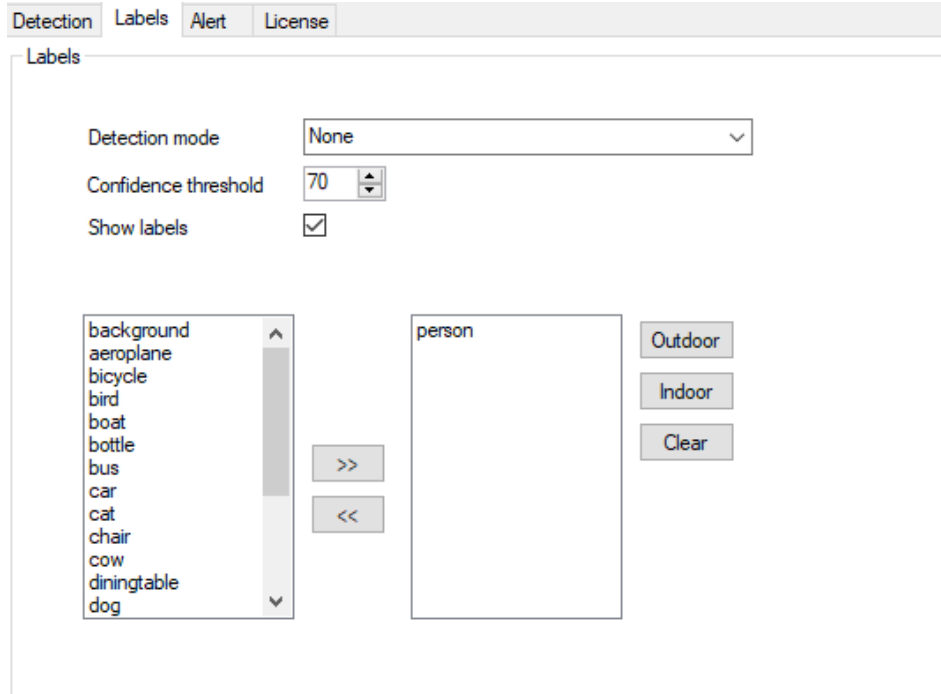 Detection Labels Alert License
Labels
Detection mode None
Confidence threshold 70
Show labels
background
aeroplane
bicycle
bird
boat
bottle
bus
car
cat
chair
cow
diningtable
dog
>>
<<
person
Outdoor
Indoor
Clear